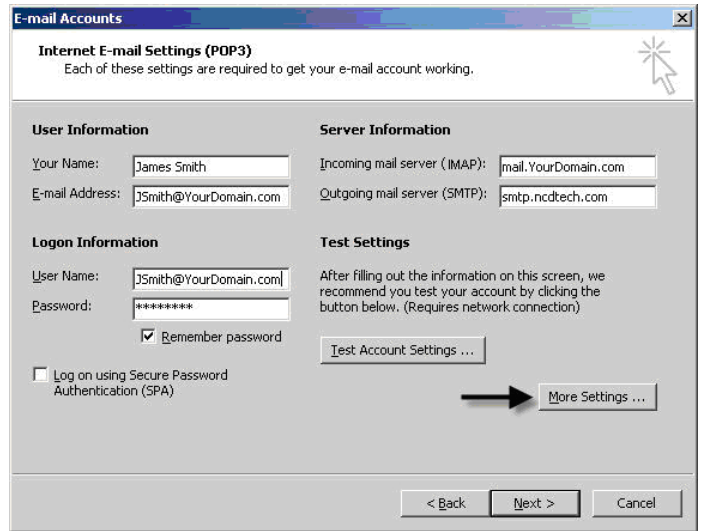 E-mail Accounts
Internet E-mail Settings (POP3)
Each of these settings are required to get your e-mail account working.
User Information
Your Name: James Smith
E-mail Address: JSmith@YourDomain.com
Server Information
Incoming mail server (IMAP): mail.YourDomain.com
Outgoing mail server (SMTP): smtp.ncdtech.com
Logon Information
User Name: JSmith@YourDomain.com
Password: ********
Remember password
Log on using Secure Password
Authentication (SPA)
Test Settings
After filling out the information on this screen, we
recommend you test your account by clicking the
button below. (Requires network connection)
Test Account Settings ...
More Settings ...
< Back
Next >
Cancel